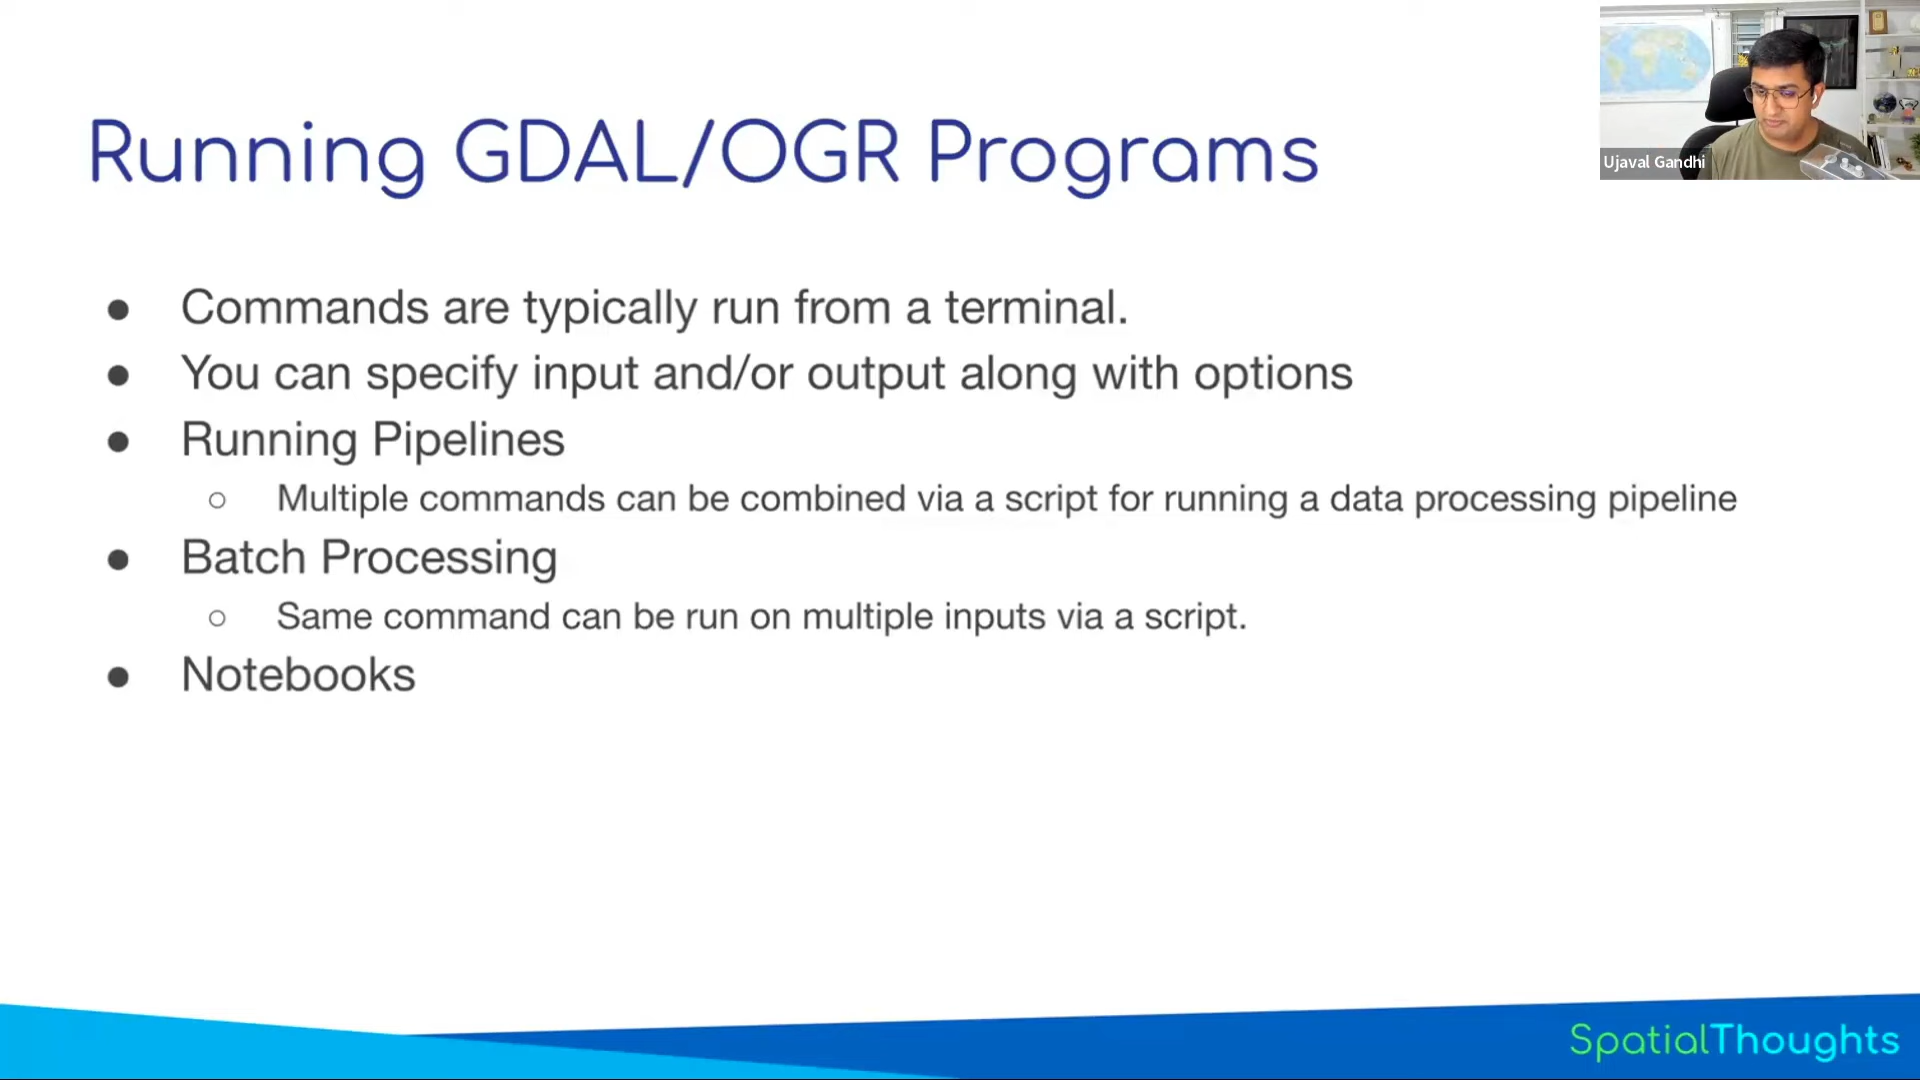 Running GDAL/OGR Programs
Ujaval Gandhi
● Commands are typically run from a terminal.
● You can specify input and/or output along with options
● Running Pipelines
○ Multiple commands can be combined via a script for running a data processing pipeline
● Batch Processing
○ Same command can be run on multiple inputs via a script.
● Notebooks
SpatialThoughts